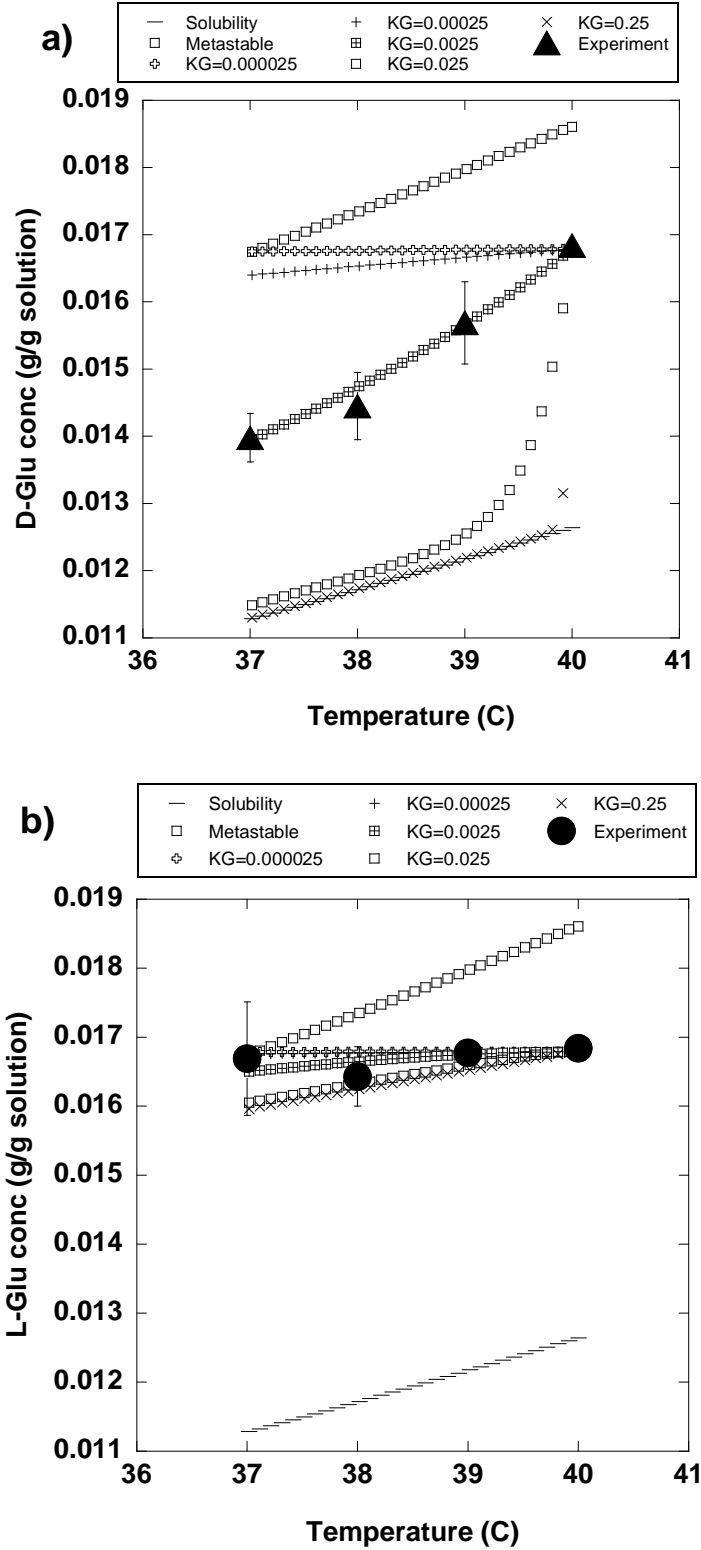 a)
Solubility KG=0.00025 KG=0.25
Metastable KG=0.0025 Experiment
KG=0.000025 KG=0.025
0.019
0.018
0.017
0.016
0.015
0.014
0.013
0.012
0.011
D-Glu conc (g/g solution)
36 37 38 39 40 41
Temperature (C)
b)
Solubility KG=0.00025 KG=0.25
Metastable KG=0.0025 Experiment
KG=0.000025 KG=0.025
0.019
0.018
0.017
0.016
0.015
0.014
0.013
0.012
0.011
L-Glu conc (g/g solution)
36 37 38 39 40 41
Temperature (C)